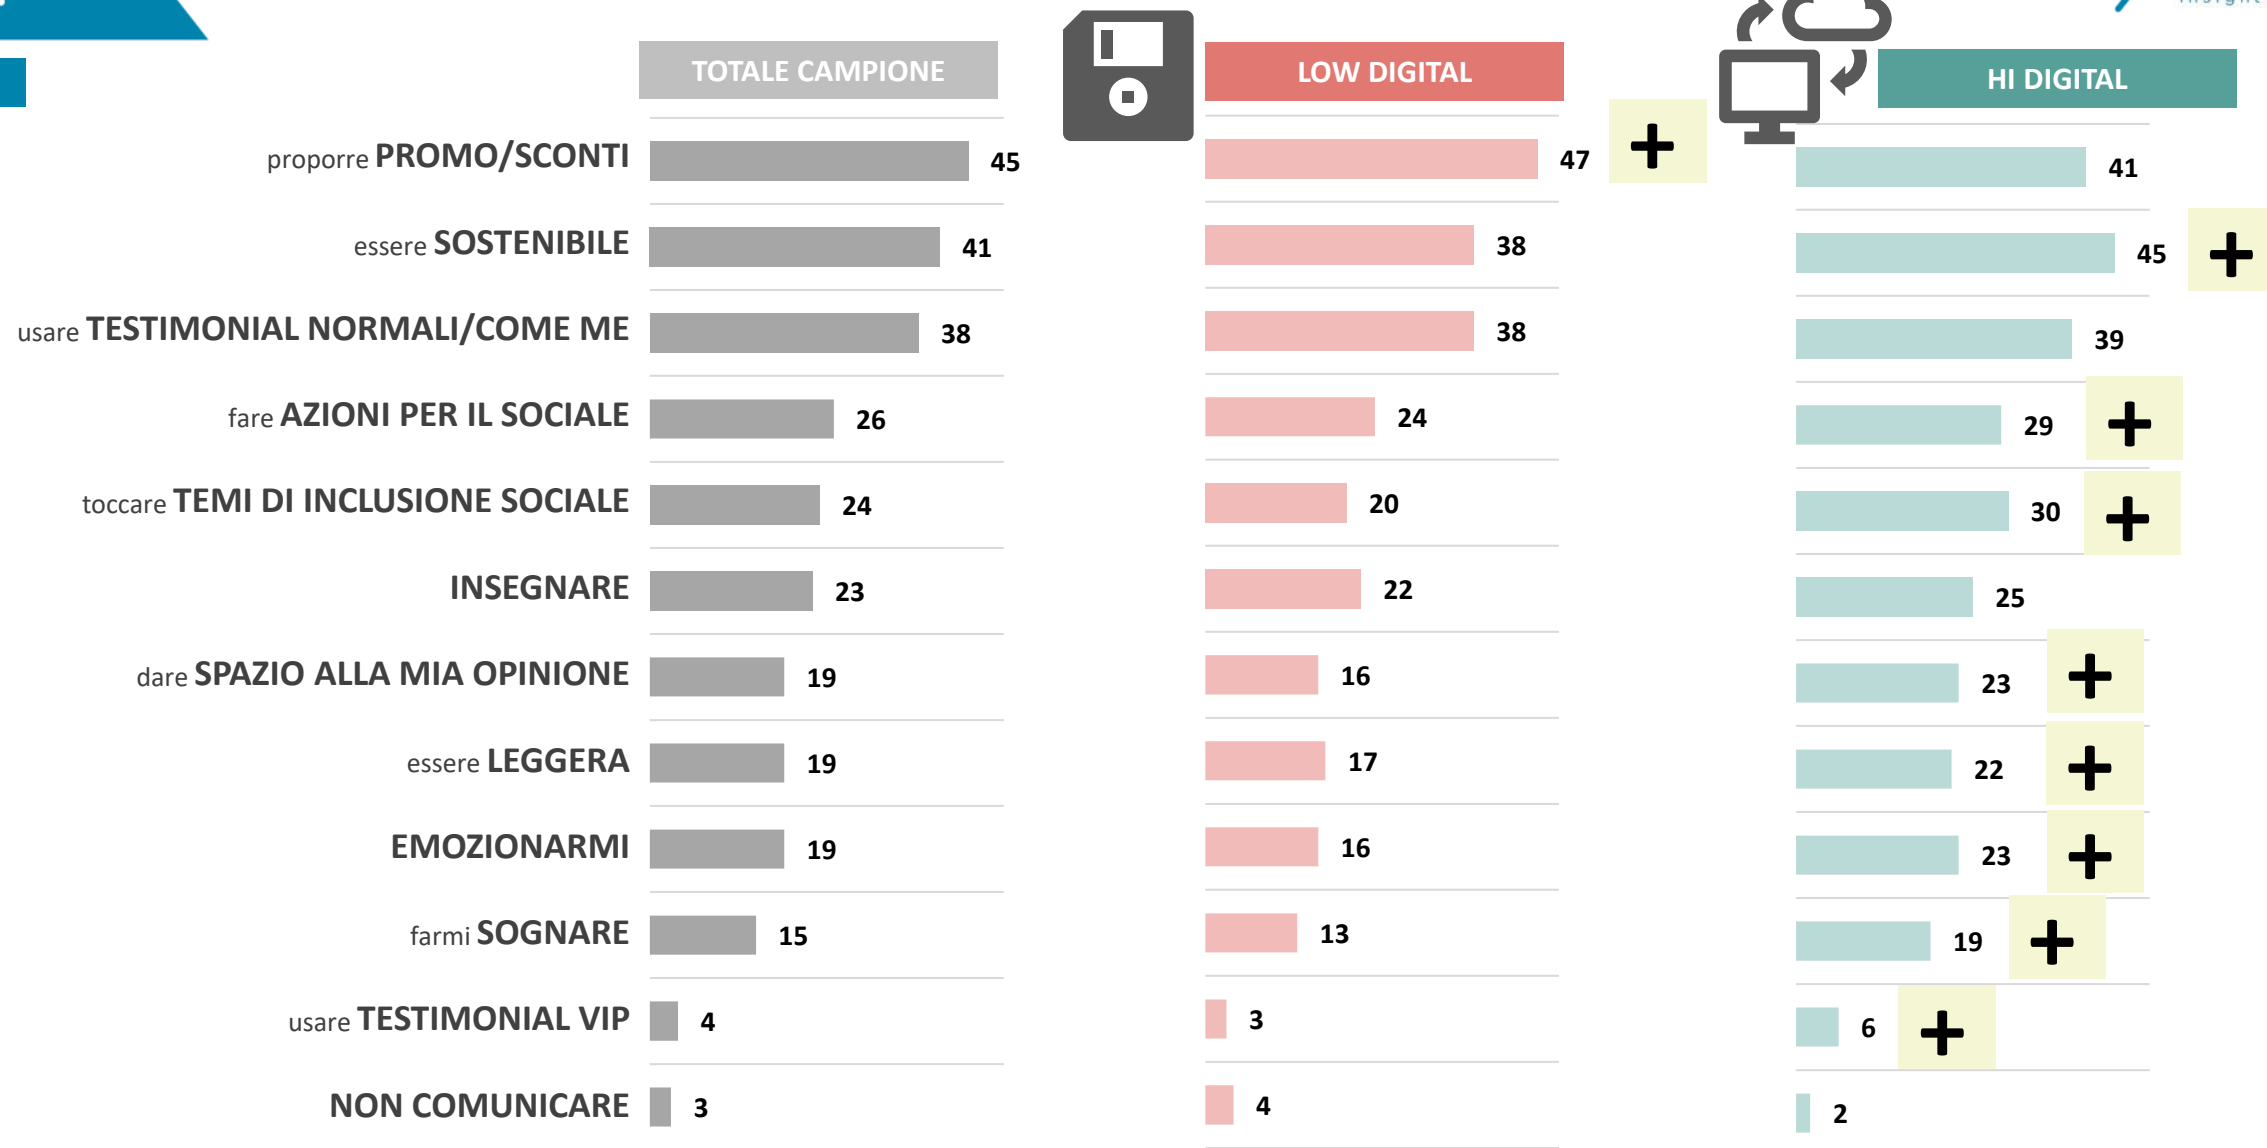 TOTALE CAMPIONE LOW DIGITAL HI DIGITAL
proporre PROMO/SCONTI 45 47 + 41
essere SOSTENIBILE 41 38 45 +
usare TESTIMONIAL NORMALI/COME ME 38 38 39
fare AZIONI PER IL SOCIALE 26 24 29 +
toccare TEMI DI INCLUSIONE SOCIALE 24 20 30 +
INSEGNARE 23 22 25
dare SPAZIO ALLA MIA OPINIONE 19 16 23 +
essere LEGGERA 19 17 22 +
EMOZIONARMI 19 16 23 +
farmi SOGNARE 15 13 19 +
usare TESTIMONIAL VIP 4 3 6 +
NON COMUNICARE 3 4 2